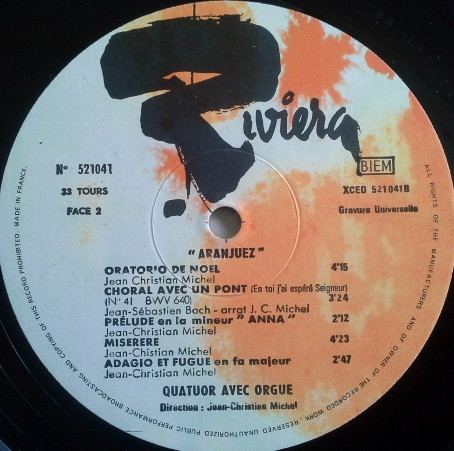 Riviera
BIEM
N° 521041
XCED 521041B
33 TOURS
Gravure Universelle
FACE 2
"ARANJUEZ"
ORATORIO DE NOEL 4'15
Jean Christian Michel
CHORAL AVEC UN PONT (En toi j'ai espéré Seigneur)
(N° 41 BWV 640) 3'24
Jean-Sébastien Bach - arrgt J. C. Michel
PRÉLUDE en la mineur "ANNA" 2'12
Jean-Christian Michel
MISERERE 4'23
Jean-Chistian Michel
ADAGIO ET FUGUE en fa majeur 2'47
Jean-Christian Michel
QUATUOR AVEC ORGUE
Direction : Jean-Christian Michel
ALL RIGHTS OF THE MANUFACTURERS AND OF OWNER OF THE RECORDED WORK, RESERVED UNAUTHORIZED PUBLIC PERFORMANCE BROADCASTING AND COPYING OF THIS RECORD PROHIBITED. MADE IN FRANCE.